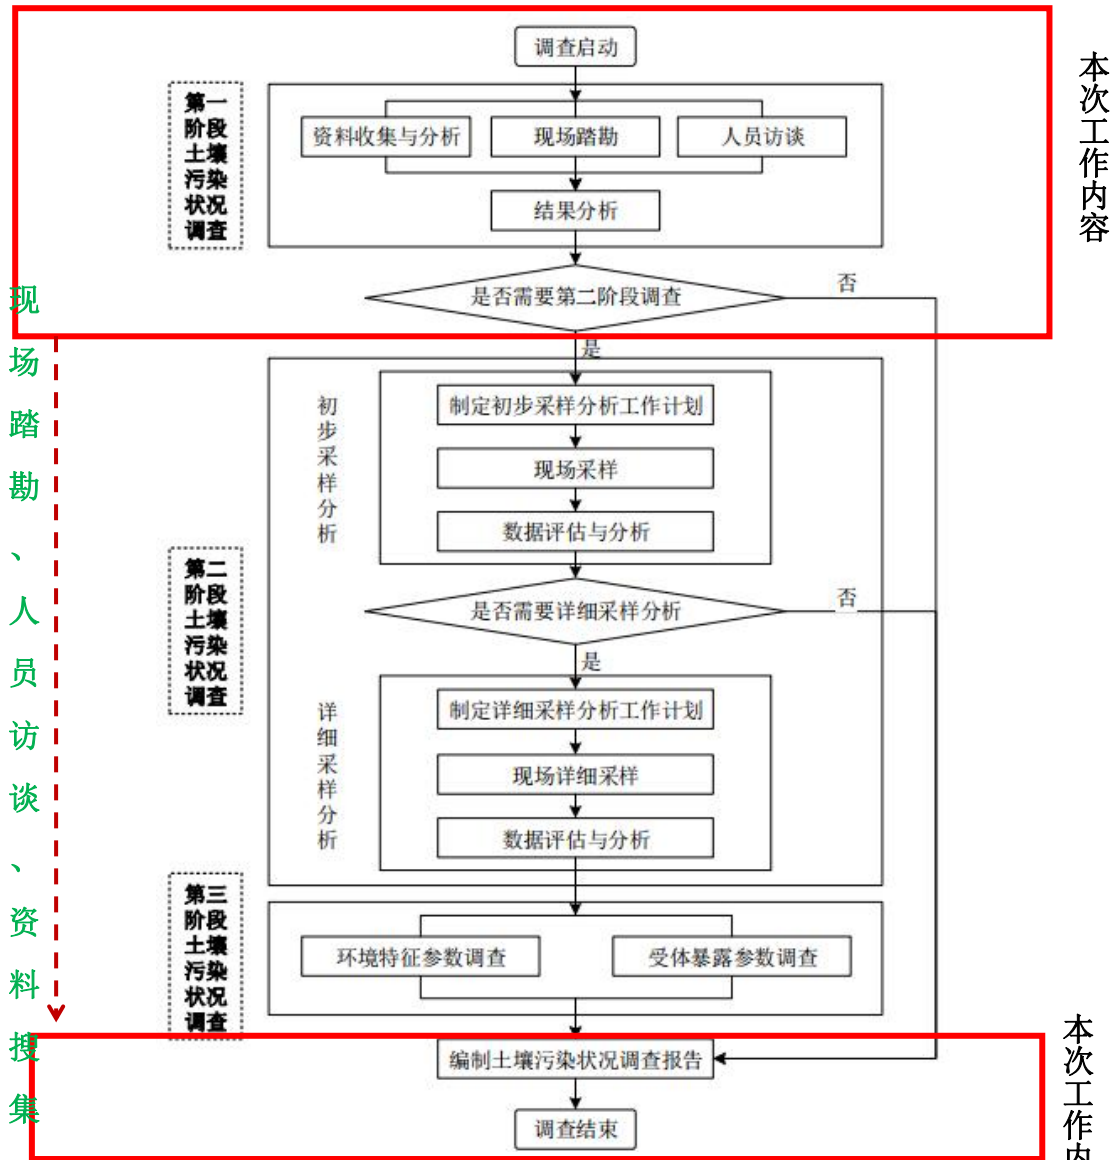 调查启动
本次工作内容
第一
阶段
土壤
污染
状况
调查
资料收集与分析
现场踏勘
人员访谈
结果分析
是否需要第二阶段调查
否
是
现场踏勘、人员访谈、资料搜集
初步采样分析
制定初步采样分析工作计划
现场采样
数据评估与分析
第二
阶段
土壤
污染
状况
调查
是否需要详细采样分析
否
是
详细采样分析
制定详细采样分析工作计划
现场详细采样
数据评估与分析
第三
阶段
土壤
污染
状况
调查
环境特征参数调查
受体暴露参数调查
编制土壤污染状况调查报告
本次工作内
调查结束